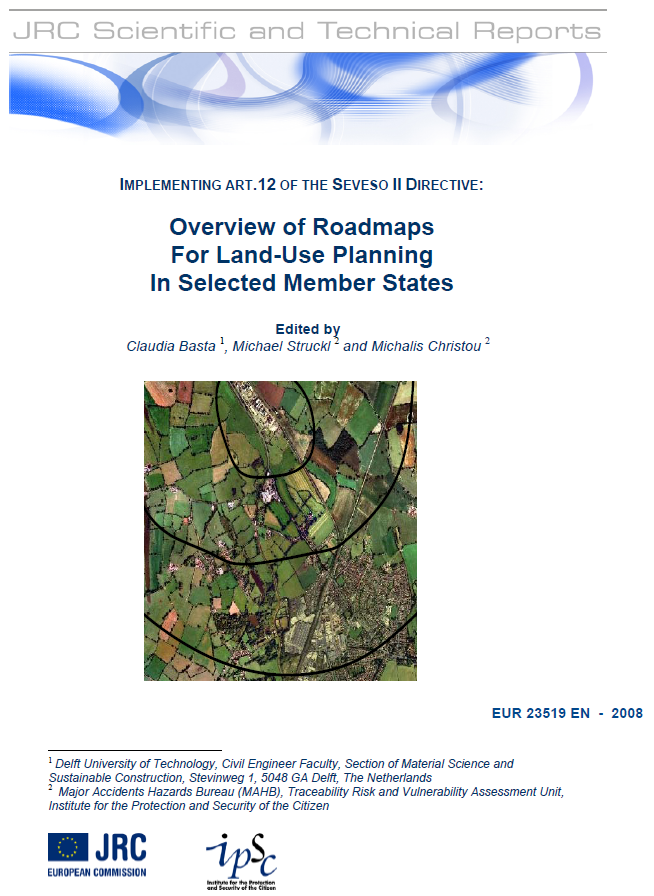 JRC Scientific and Technical Reports
IMPLEMENTING ART.12 OF THE SEVESO II DIRECTIVE:
Overview of Roadmaps
For Land-Use Planning
In Selected Member States
Edited by
Claudia Basta 1, Michael Struckl 2 and Michalis Christou 2
EUR 23519 EN - 2008
1 Delft University of Technology, Civil Engineer Faculty, Section of Material Science and
Sustainable Construction, Stevinweg 1, 5048 GA Delft, The Netherlands
2 Major Accidents Hazards Bureau (MAHB), Traceability Risk and Vulnerability Assessment Unit,
Institute for the Protection and Security of the Citizen
JRC
EUROPEAN COMMISSION
ipSc
Institute for the Protection
and Security of the Citizen